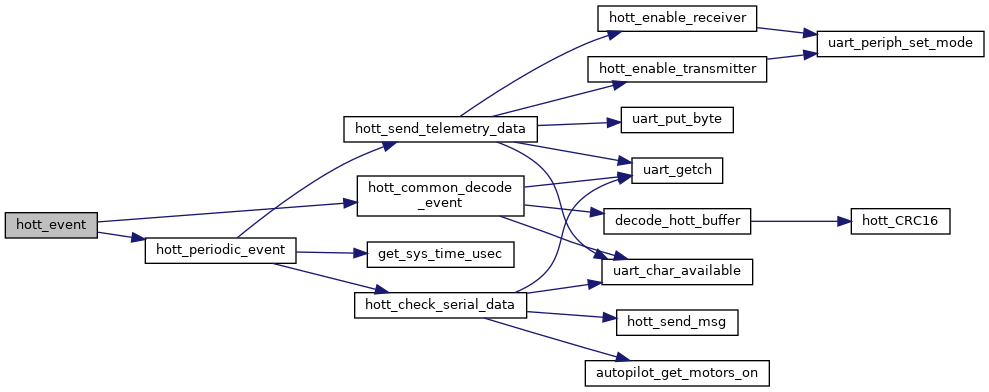 hott_event
hott_periodic_event
hott_send_telemetry_data
hott_common_decode
_event
get_sys_time_usec
hott_check_serial_data
hott_enable_receiver
hott_enable_transmitter
uart_put_byte
uart_getch
decode_hott_buffer
uart_char_available
hott_send_msg
autopilot_get_motors_on
uart_periph_set_mode
hott_CRC16